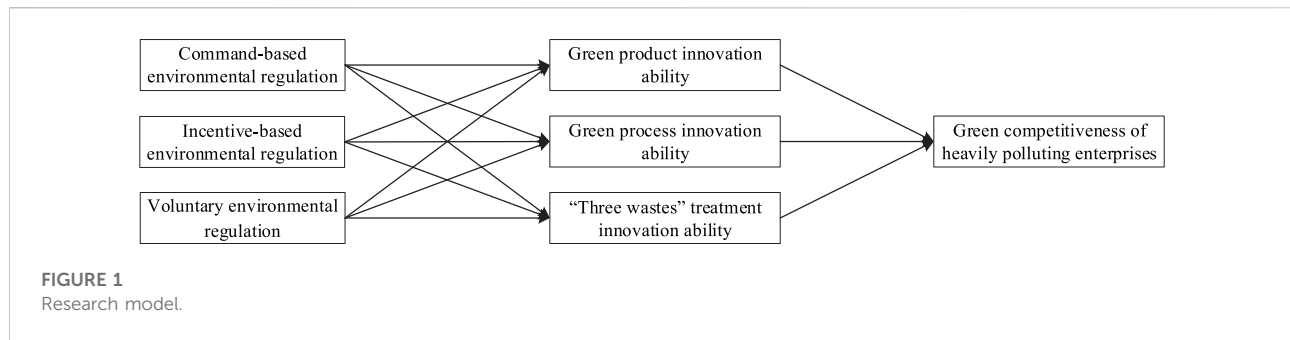 Command-based
environmental regulation
Incentive-based
environmental regulation
Voluntary environmental
regulation
Green product innovation
ability
Green process innovation
ability
“Three wastes” treatment
innovation ability
Green competitiveness of
heavily polluting enterprises
FIGURE 1
Research model.